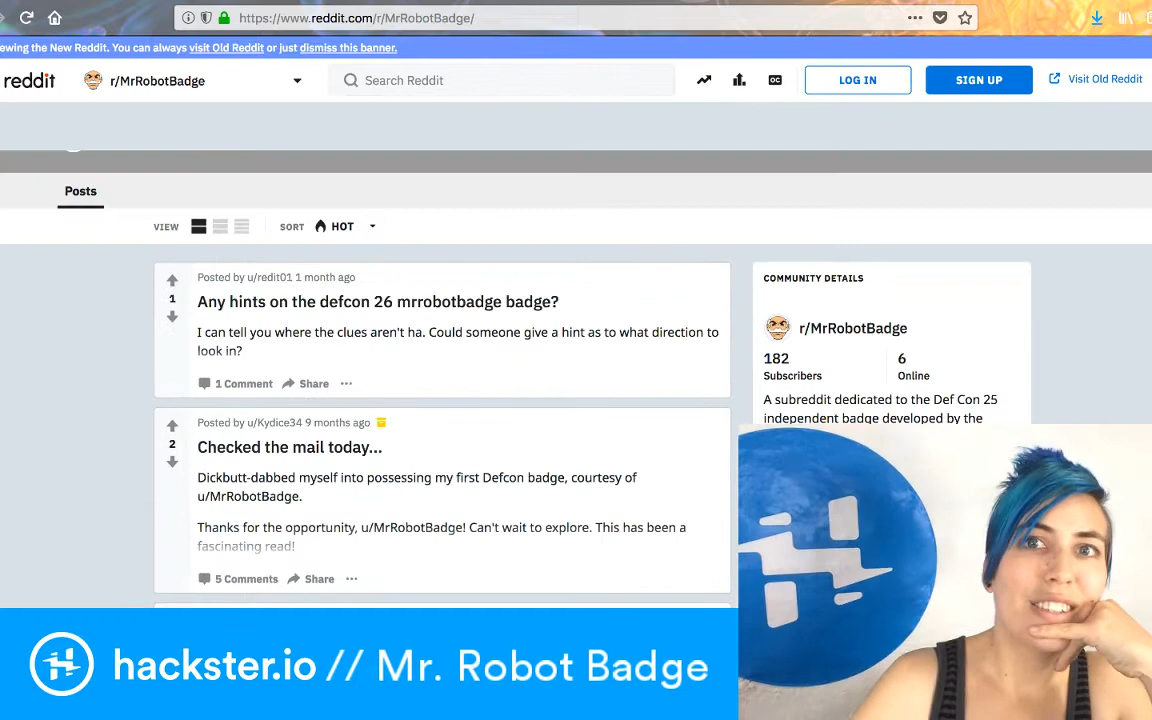 https://www.reddit.com/r/MrRobotBadge/
ewing the New Reddit. You can always visit Old Reddit or just dismiss this banner.
reddit
r/MrRobotBadge
Search Reddit
OC
LOG IN
SIGN UP
Visit Old Reddit
Posts
VIEW
SORT
HOT
Posted by u/redit01 1 month ago
1
Any hints on the defcon 26 mrrobotbadge badge?
I can tell you where the clues aren't ha. Could someone give a hint as to what direction to
look in?
1 Comment
Share
Posted by u/Kydice34 9 months ago
2
Checked the mail today...
Dickbutt-dabbed myself into possessing my first Defcon badge, courtesy of
u/MrRobotBadge.
Thanks for the opportunity, u/MrRobotBadge! Can't wait to explore. This has been a
fascinating read!
5 Comments
Share
COMMUNITY DETAILS
r/MrRobotBadge
182
6
Subscribers
Online
A subreddit dedicated to the Def Con 25
independent badge developed by the
hackster.io // Mr. Robot Badge